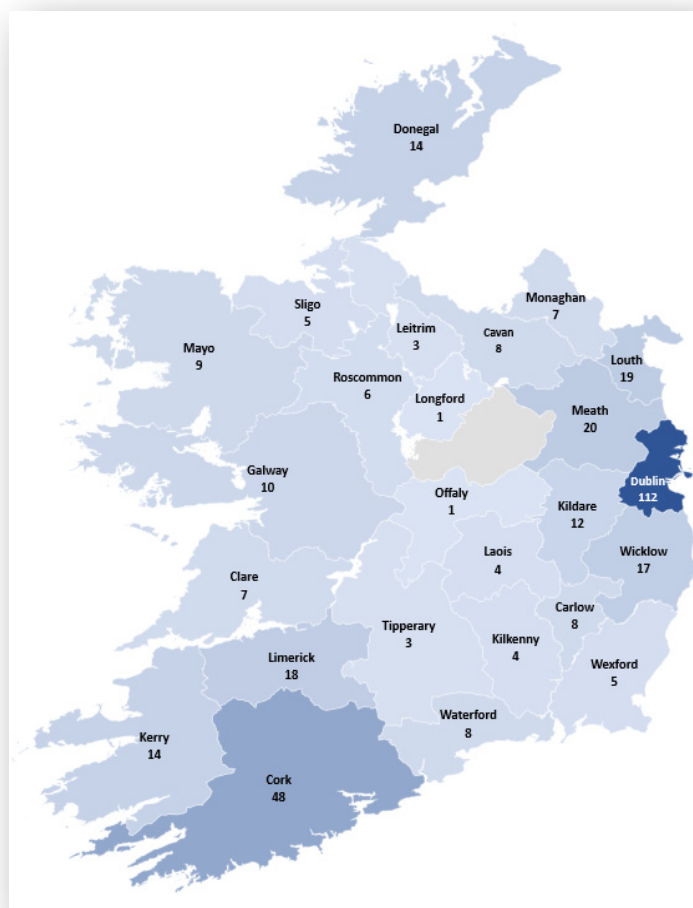 Donegal
14
Monaghan
7
Sligo
5
Leitrim
3
Cavan
8
Mayo
9
Louth
19
Roscommon
6
Longford
1
Meath
20
Galway
10
Dublin
112
Offaly
1
Kildare
12
Laois
4
Wicklow
17
Clare
7
Carlow
8
Tipperary
3
Kilkenny
4
Limerick
18
Wexford
5
Waterford
8
Kerry
14
Cork
48